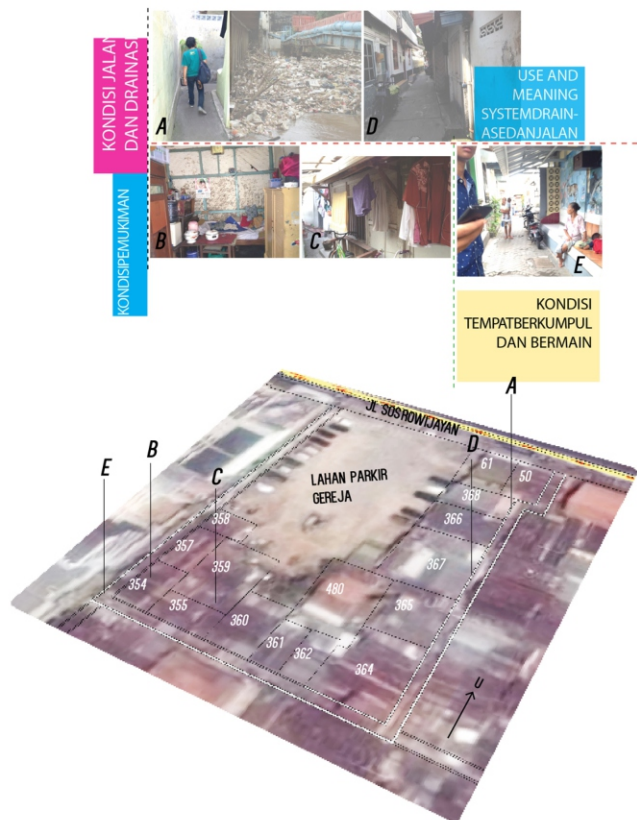 KONDISI JALAN
DAN DRAINASE
A
D
USE AND
MEANING
SYSTEMDRAIN-
ASEDANJALAN
KONDISIPEMUKIMAN
B
C
E
KONDISI
TEMPATBERKUMPUL
DAN BERMAIN
A
JL SOSROWIJAYAN
D
B
E
C
LAHAN PARKIR
GEREJA
61
50
368
366
358
357
367
359
354
480
355
365
360
361
362
364
U